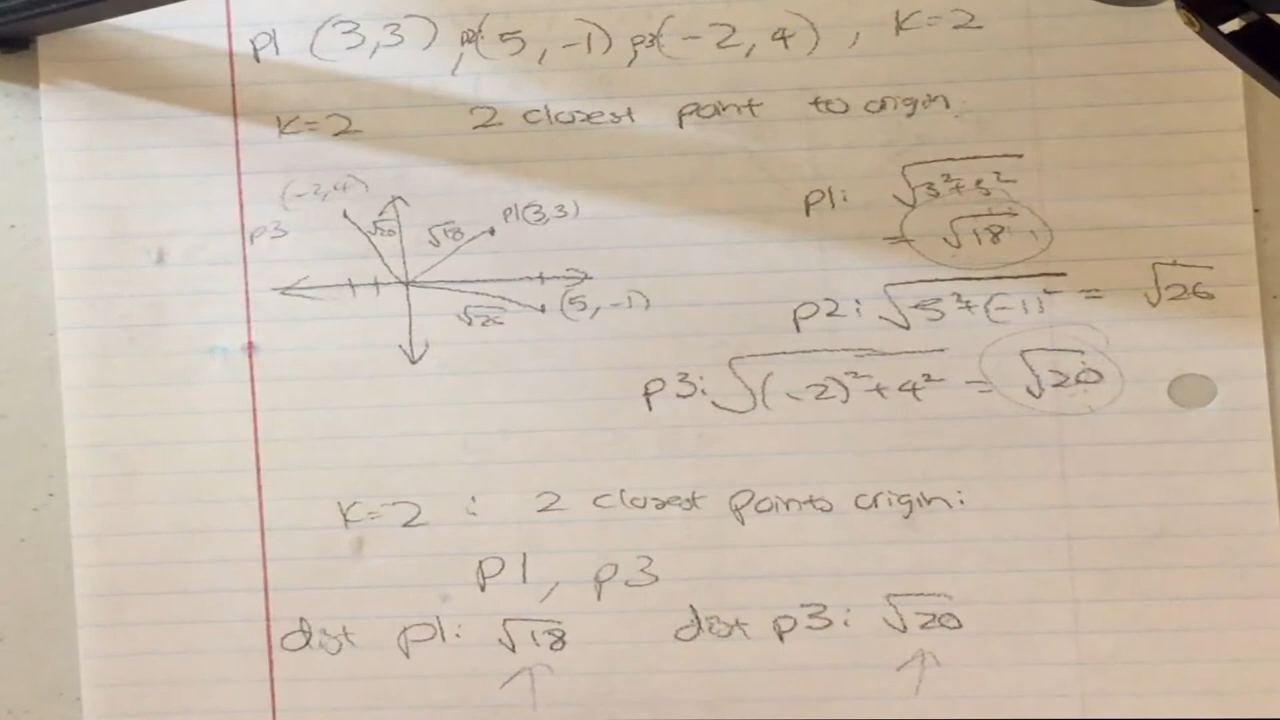 p1 (3,3), p2(5,-1), p3(-2,4), K=2
K=2 2 closest point to origin.
(-2,4)
p3
√20
√18
p1(3,3)
√26
(5,-1)
p1: √3²+3²
= √18
p2: √5²+(-1)² = √26
p3: √(-2)²+4² = √20
K=2 : 2 closest points origin:
p1, p3
dist p1: √18 dist p3: √20